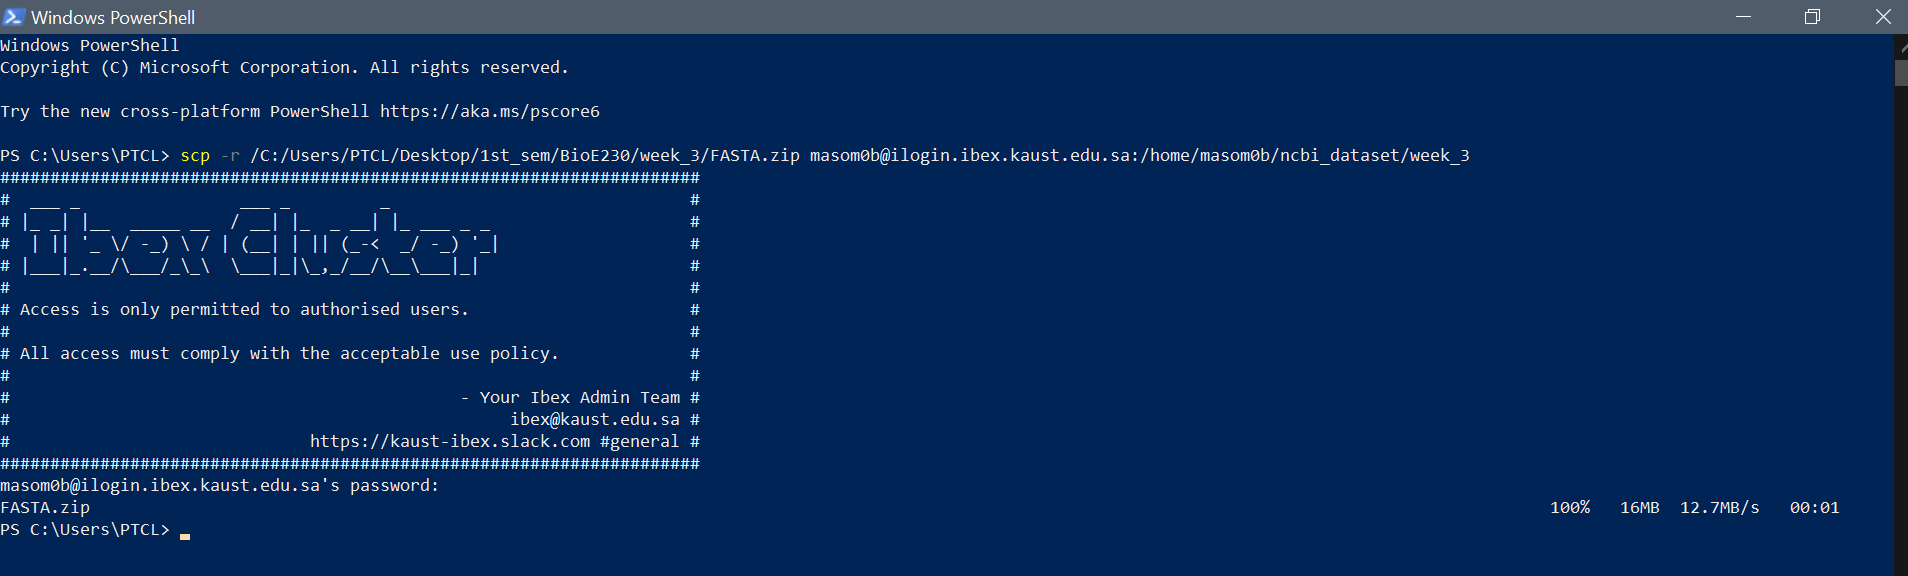 Windows PowerShell
Windows PowerShell
Copyright (C) Microsoft Corporation. All rights reserved.
Try the new cross-platform PowerShell https://aka.ms/pscore6
PS C:\Users\PTCL> scp -r /C:/Users/PTCL/Desktop/1st_sem/BioE230/week_3/FASTA.zip masom0b@ilogin.ibex.kaust.edu.sa:/home/masom0b/ncbi_dataset/week_3
######################################################################
#  ___ _                ___ _         _                              #
# |_ _| |__  _____ __  / __| |_  _ __| |_ ___ _ _                    #
#  | || '_ \/ -_) \ / | (__| | || (_-<  _/ -_) '_|                   #
# |___|_.__/\___/_\_\  \___|_|\_,_/__/\__\___|_|                     #
#                                                                    #
# Access is only permitted to authorised users.                      #
#                                                                    #
# All access must comply with the acceptable use policy.             #
#                                                                    #
#                                             - Your Ibex Admin Team #
#                                                  ibex@kaust.edu.sa #
#                              https://kaust-ibex.slack.com #general #
######################################################################
masom0b@ilogin.ibex.kaust.edu.sa's password:
FASTA.zip 100% 16MB 12.7MB/s 00:01
PS C:\Users\PTCL>